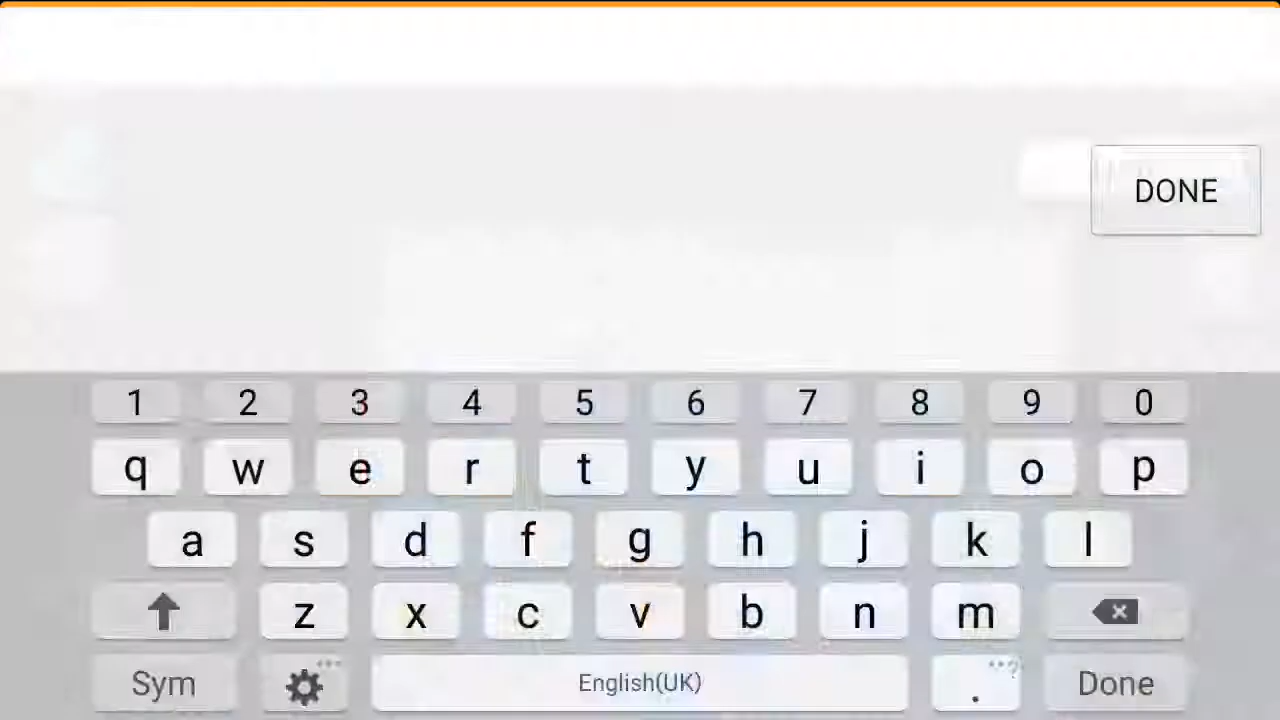 DONE
1 2 3 4 5 6 7 8 9 0
q w e r t y u i o p
a s d f g h j k l
z x c v b n m
Sym English(UK) ...? . Done